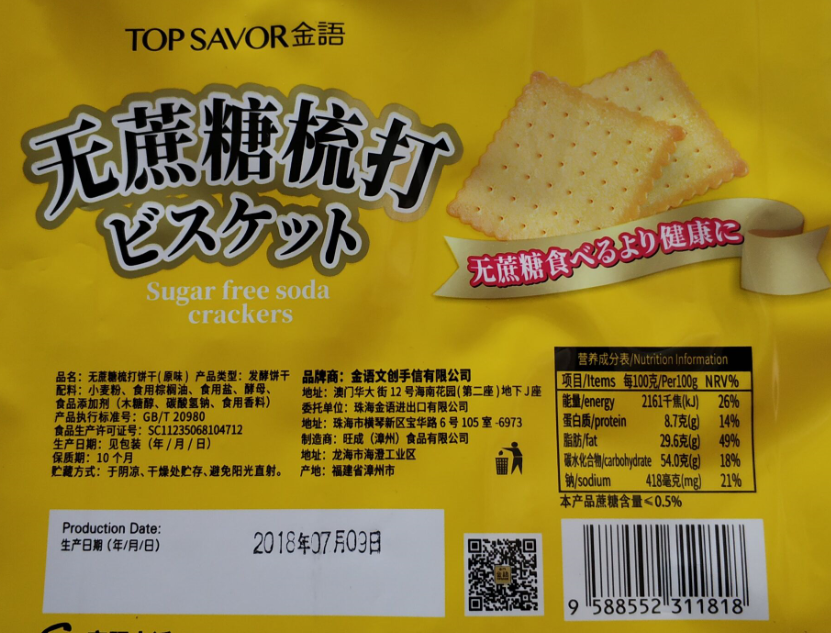 TOP SAVOR金語
无蔗糖梳打
ビスケット
Sugar free soda
crackers
无蔗糖食べるより健康に
品名：无蔗糖梳打饼干(原味) 产品类型：发酵饼干
配料：小麦粉、食用棕榈油、食用盐、酵母、
食品添加剂（木糖醇、碳酸氢钠、食用香料）
产品执行标准号：GB/T 20980
食品生产许可证号：SC11235068104712
生产日期：见包装（年/月/日）
保质期：10个月
贮藏方式：于阴凉、干燥处贮存、避免阳光直射。
品牌商：金语文创手信有限公司
地址：澳门华大街12号海南花园(第二座)地下J座
委托单位：珠海金语进出口有限公司
地址：珠海市横琴新区宝华路6号105室-6973
制造商：旺成（漳州）食品有限公司
地址：龙海市海澄工业区
产地：福建省漳州市
营养成分表/Nutrition Information
项目/Items 每100克/Per100g NRV%
能量/energy 2161千焦(kJ) 26%
蛋白质/protein 8.7克(g) 14%
脂肪/fat 29.6克(g) 49%
碳水化合物/carbohydrate 54.0克(g) 18%
钠/sodium 418毫克(mg) 21%
本产品蔗糖含量≤0.5%
Production Date:
生产日期（年/月/日）
2018年07月09日
9 588552 311818